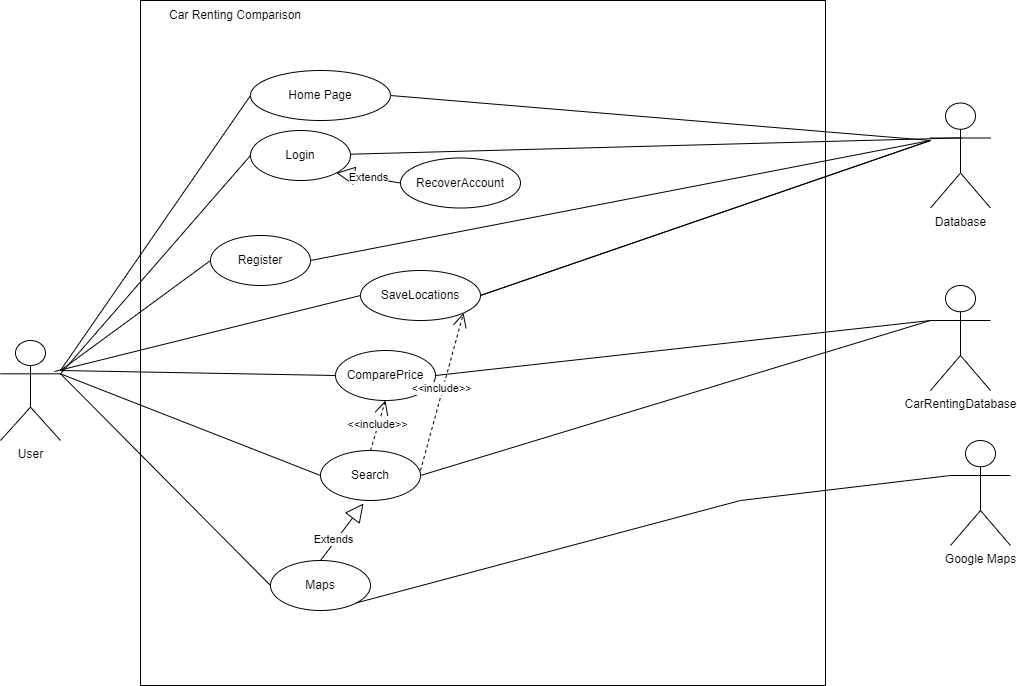 Car Renting Comparison
Home Page
Login
Extends
RecoverAccount
Database
Register
SaveLocations
ComparePrice
<<include>>
CarRentingDatabase
<<include>>
User
Search
Extends
Google Maps
Maps